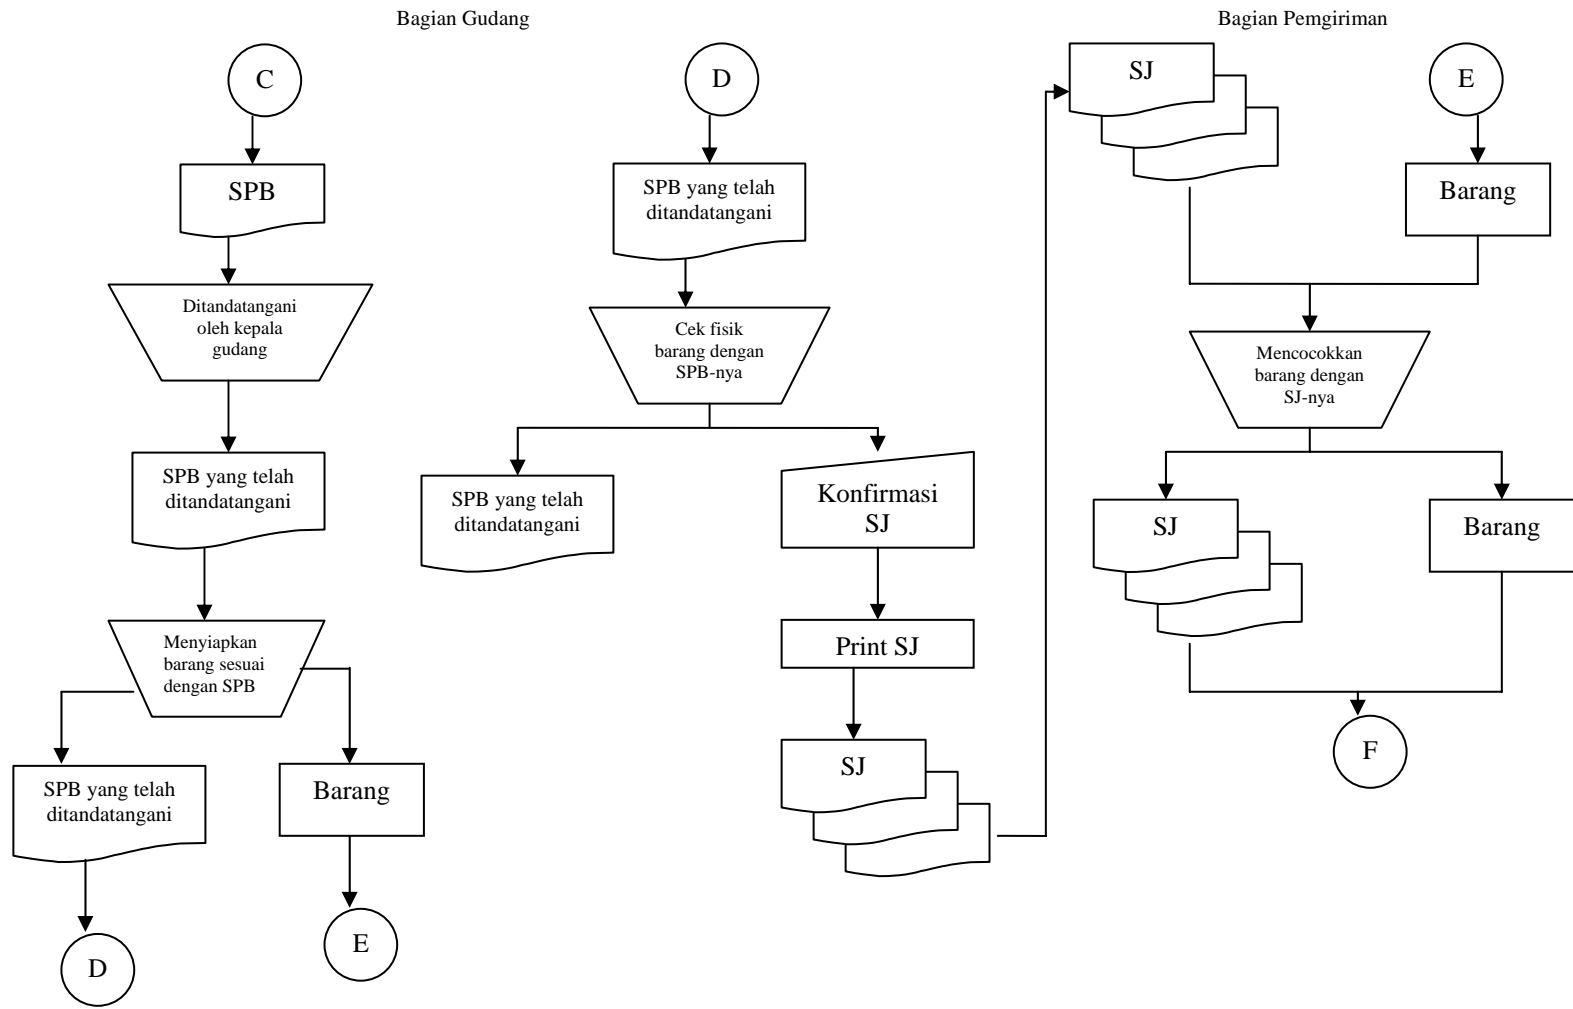 Bagian Gudang
Bagian Pemgiriman
C
SPB
Ditandatangani
oleh kepala
gudang
SPB yang telah
ditandatangani
Menyiapkan
barang sesuai
dengan SPB
SPB yang telah
ditandatangani
Barang
D
E
D
SPB yang telah
ditandatangani
Cek fisik
barang dengan
SPB-nya
SPB yang telah
ditandatangani
Konfirmasi
SJ
Print SJ
SJ
SJ
E
Barang
Mencocokkan
barang dengan
SJ-nya
SJ
Barang
F